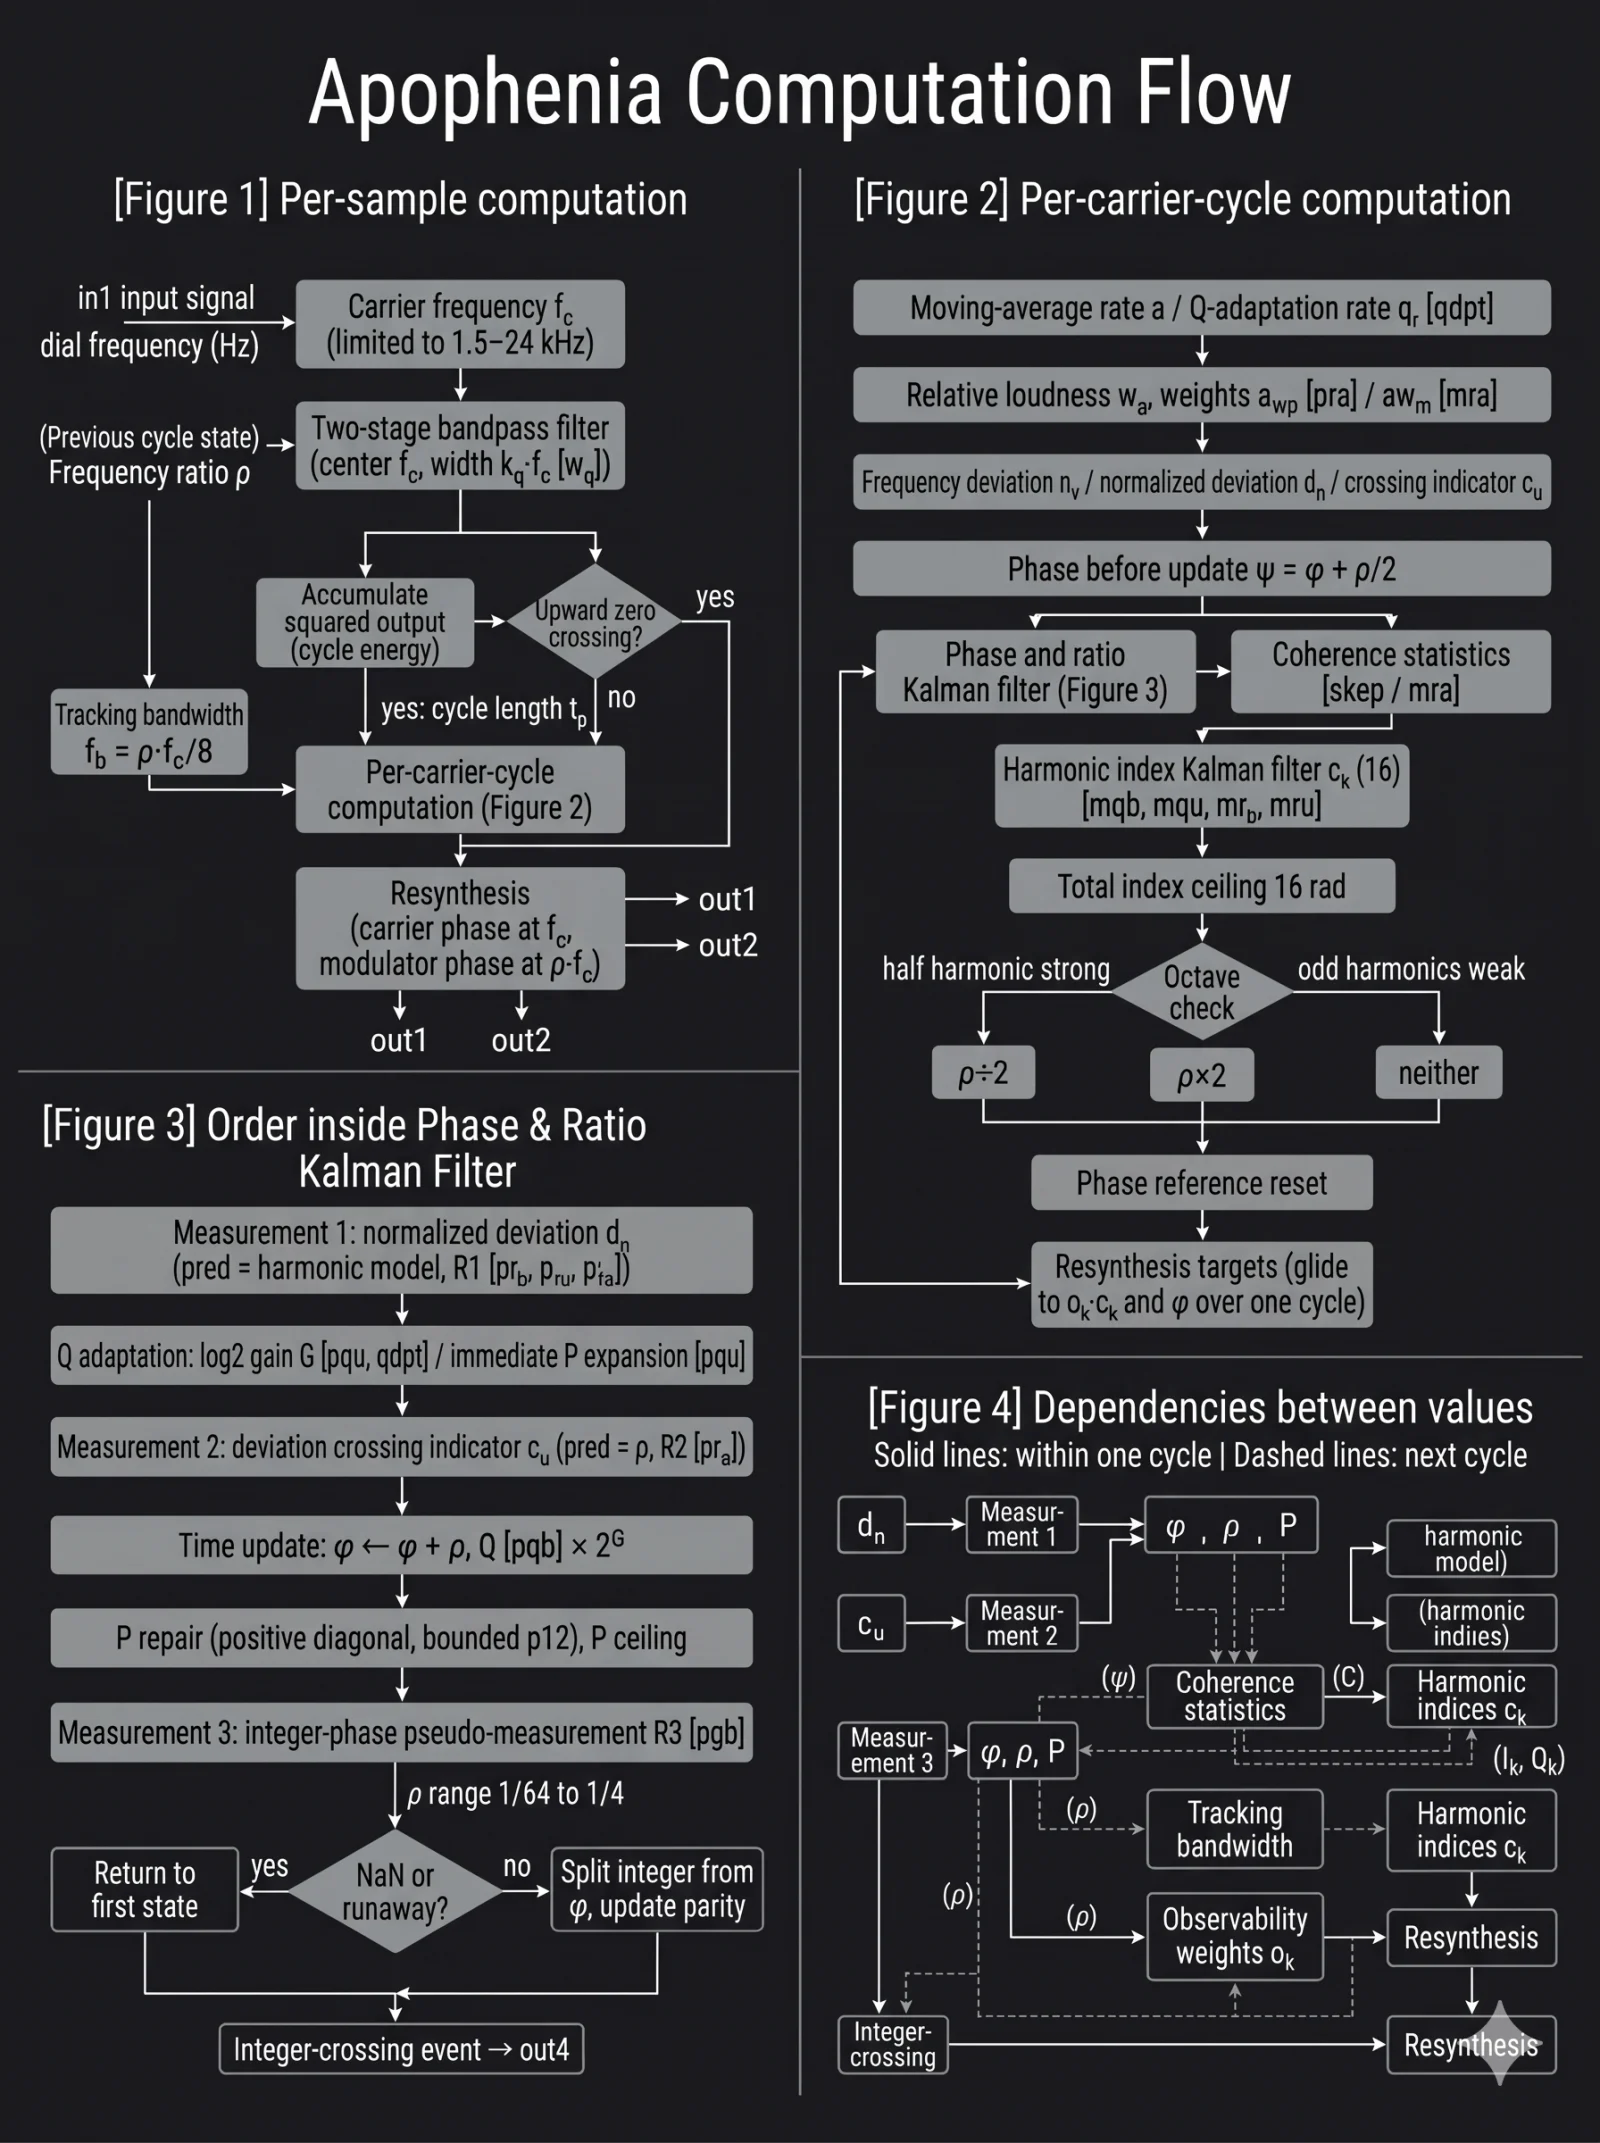 Apophenia Computation Flow
[Figure 1] Per-sample computation
in1 input signal
dial frequency (Hz)
Carrier frequency fc
(limited to 1.5–24 kHz)
(Previous cycle state)
Frequency ratio ρ
Two-stage bandpass filter
(center fc, width kq·fc [wq])
Accumulate
squared output
(cycle energy)
Upward zero
crossing?
yes
yes: cycle length tp
no
Tracking bandwidth
fb = ρ·fc/8
Per-carrier-cycle
computation (Figure 2)
Resynthesis
(carrier phase at fc,
modulator phase at ρ·fc)
out1
out2
out1
out2
[Figure 2] Per-carrier-cycle computation
Moving-average rate a / Q-adaptation rate qr [qdpt]
Relative loudness wa, weights awp [pra] / awm [mra]
Frequency deviation nv / normalized deviation dn / crossing indicator cu
Phase before update ψ = φ + ρ/2
Phase and ratio
Kalman filter (Figure 3)
Coherence statistics
[skep / mra]
Harmonic index Kalman filter ck (16)
[mqb, mqu, mrb, mru]
Total index ceiling 16 rad
half harmonic strong
Octave
check
odd harmonics weak
ρ÷2
ρ×2
neither
Phase reference reset
Resynthesis targets (glide
to ok·ck and φ over one cycle)
[Figure 3] Order inside Phase & Ratio
Kalman Filter
Measurement 1: normalized deviation dn
(pred = harmonic model, R1 [prb, pru, pfa])
Q adaptation: log2 gain G [pqu, qdpt] / immediate P expansion [pqu]
Measurement 2: deviation crossing indicator cu (pred = ρ, R2 [pra])
Time update: φ ← φ + ρ, Q [pqb] × 2G
P repair (positive diagonal, bounded p12), P ceiling
Measurement 3: integer-phase pseudo-measurement R3 [pgb]
ρ range 1/64 to 1/4
Return to
first state
yes
NaN or
runaway?
no
Split integer from
φ, update parity
Integer-crossing event → out4
[Figure 4] Dependencies between values
Solid lines: within one cycle | Dashed lines: next cycle
dn
Measur-
ment 1
φ , ρ , P
harmonic
model)
cu
Measur-
ment 2
(harmonic
(ψ)
Coherence
statistics
(C)
Harmonic
indices ck
Measur-
ement 3
φ, ρ, P
(Ik, Qk)
(ρ)
Tracking
bandwidth
Harmonic
indices ck
(ρ)
(ρ)
Observability
weights ok
Resynthesis
Integer-
crossing
Resynthesis